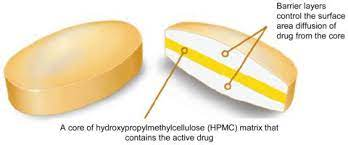 Barrier layers
control the surface
area diffusion of
drug from the core
A core of hydroxypropylmethylcellulose (HPMC) matrix that
contains the active drug